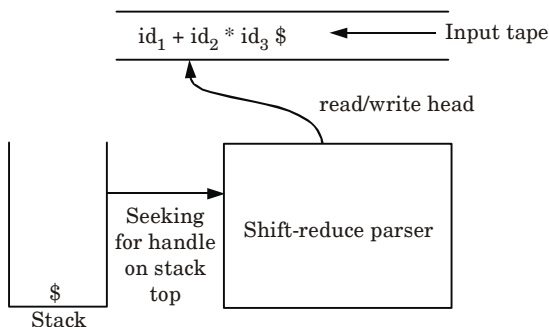 id₁ + id₂ * id₃ $
Input tape
read/write head
Seeking
for handle
on stack
top
Shift-reduce parser
$
Stack